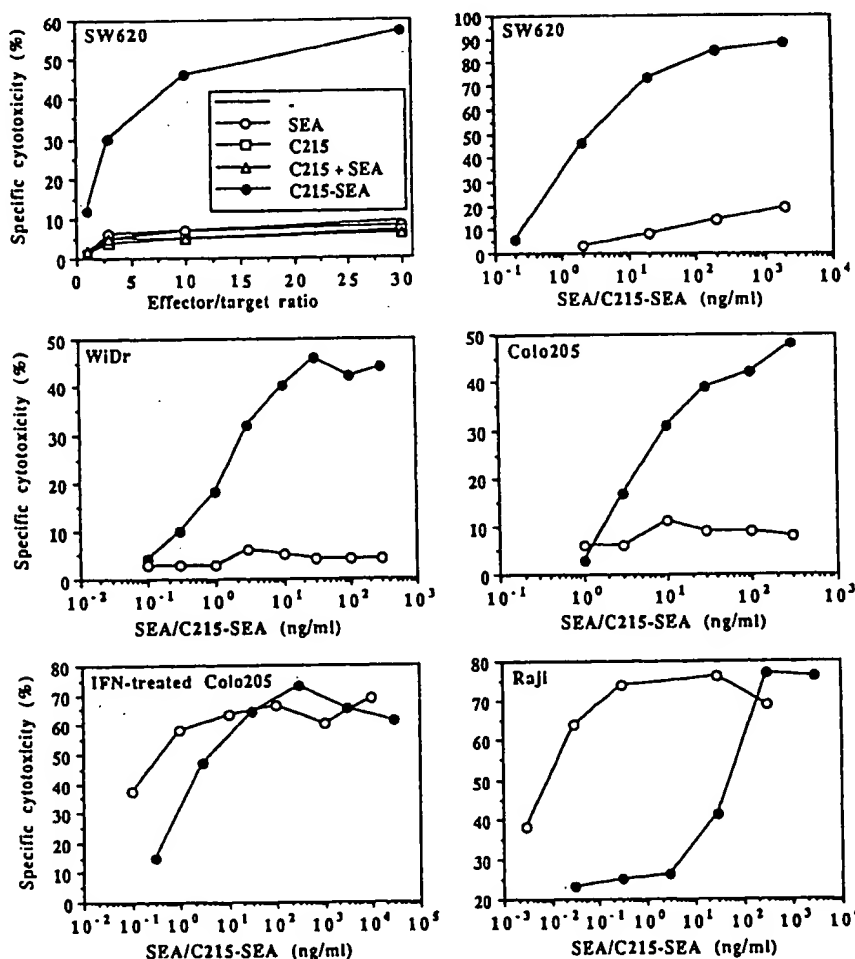 SW620
Specific cytotoxicity (%)
60
50
40
30
20
10
0
-
SEA
C215
C215 + SEA
C215-SEA
5 10 15 20 25 30
Effector/target ratio
SW620
100
90
80
70
60
50
40
30
20
10
0
10-1 100 101 102 103 104
SEA/C215-SEA (ng/ml)
WiDr
Specific cytotoxicity (%)
50
40
30
20
10
0
10-2 10-1 100 101 102 103
SEA/C215-SEA (ng/ml)
Colo205
50
40
30
20
10
0
10-1 100 101 102 103
SEA/C215-SEA (ng/ml)
IFN-treated Colo205
Specific cytotoxicity (%)
80
70
60
50
40
30
20
10
0
10-2 10-1 100 101 102 103 104 105
SEA/C215-SEA (ng/ml)
Raji
80
70
60
50
40
30
20
10-3 10-2 10-1 100 101 102 103
SEA/C215-SEA (ng/ml)